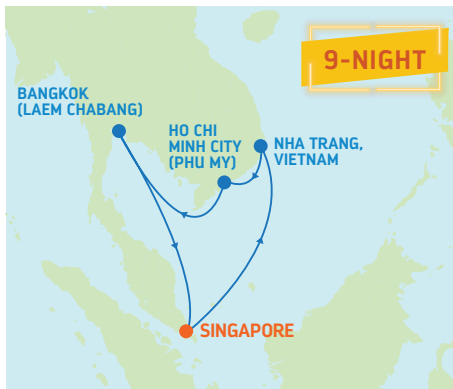 9-NIGHT
BANGKOK
(LAEM CHABANG)
HO CHI
MINH CITY
(PHU MY)
NHA TRANG,
VIETNAM
SINGAPORE